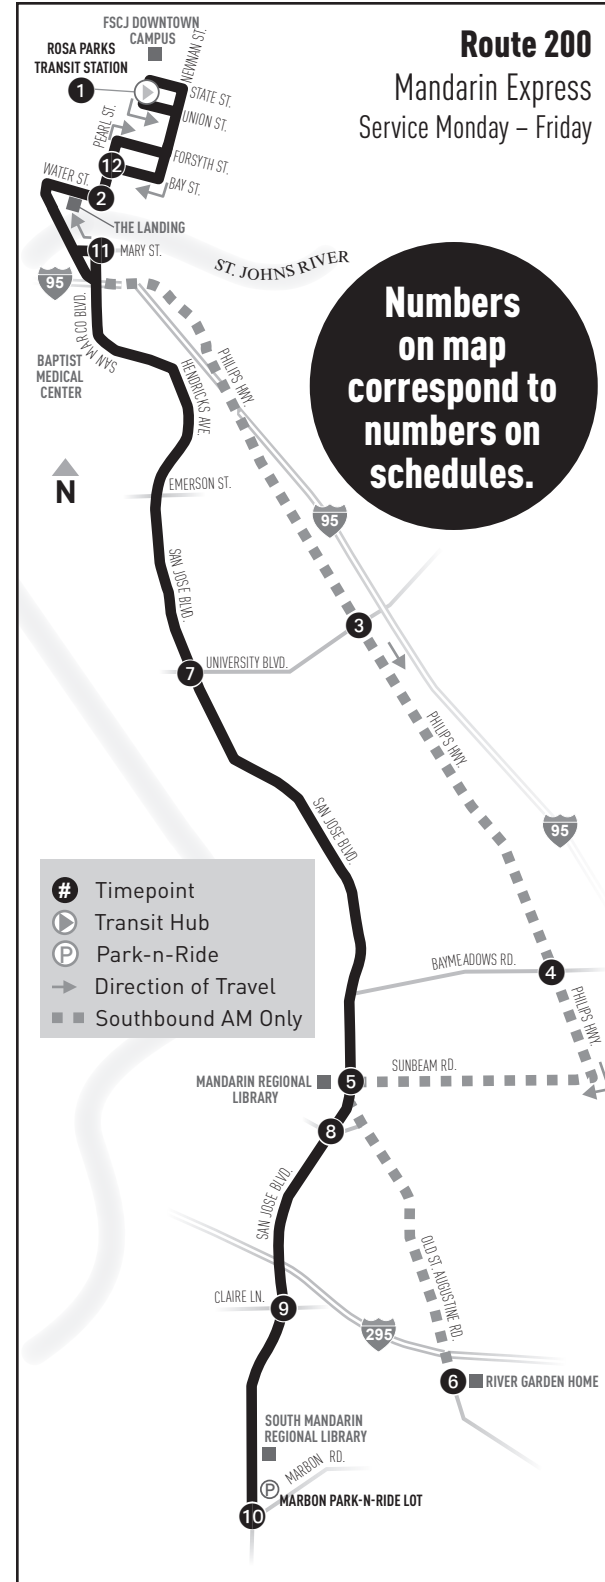 Route 200
Mandarin Express
Service Monday – Friday
FSCJ DOWNTOWN
CAMPUS
ROSA PARKS
TRANSIT STATION
1
NEWNAN ST.
STATE ST.
UNION ST.
PEARL ST.
FORSYTH ST.
12
BAY ST.
WATER ST.
2
THE LANDING
11
MARY ST.
ST. JOHNS RIVER
95
SAN MARCO BLVD.
BAPTIST
MEDICAL
CENTER
HENDRICKS AVE.
PHILIPS HWY.
Numbers
on map
correspond to
numbers on
schedules.
N
EMERSON ST.
95
SAN JOSE BLVD.
3
UNIVERSITY BLVD.
7
PHILIPS HWY.
SAN JOSE BLVD.
95
# Timepoint
Transit Hub
P Park-n-Ride
Direction of Travel
Southbound AM Only
BAYMEADOWS RD.
4
PHILIPS HWY.
SUNBEAM RD.
MANDARIN REGIONAL
LIBRARY
5
8
SAN JOSE BLVD.
OLD ST. AUGUSTINE RD.
CLAIRE LN.
9
295
6
RIVER GARDEN HOME
SOUTH MANDARIN
REGIONAL LIBRARY
MARBON RD.
P
MARBON PARK-N-RIDE LOT
10